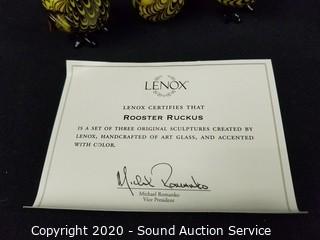 LENOX
LENOX CERTIFIES THAT
ROOSTER RUCKUS
IS A SET OF THREE ORIGINAL SCULPTURES CREATED BY
LENOX, HANDCRAFTED OF ART GLASS, AND ACCENTED
WITH COLOR.
Michael Romanko
Vice President
Copyright 2020 - Sound Auction Service